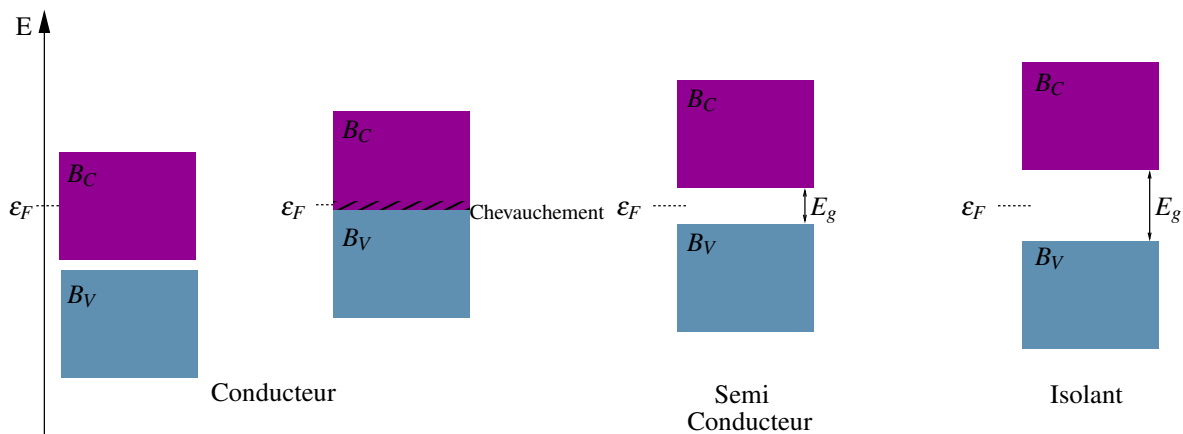 E
B_C
ε_F
B_V
B_C
ε_F
Chevauchement
B_V
B_C
ε_F
E_g
B_V
B_C
ε_F
E_g
B_V
Conducteur
Semi
Conducteur
Isolant